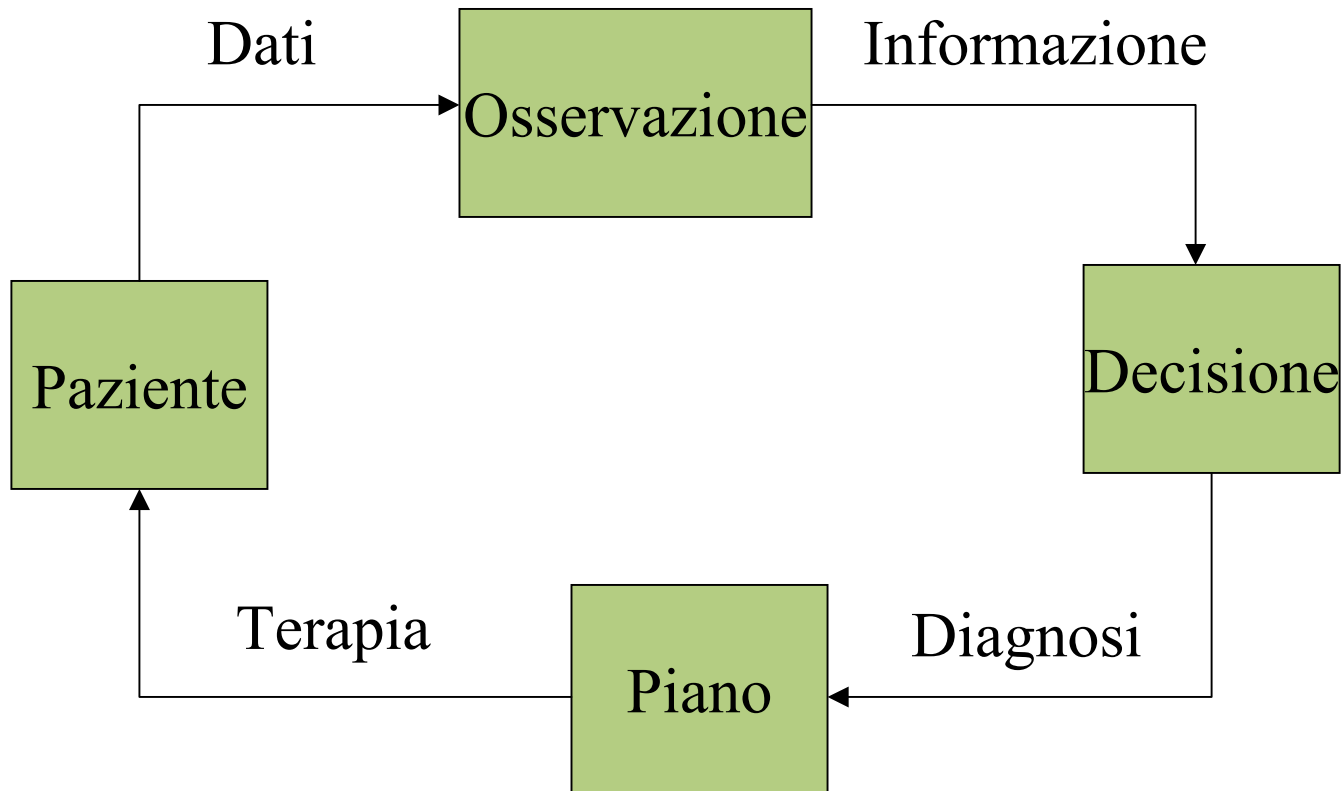 Dati
Osservazione
Informazione
Paziente
Decisione
Terapia
Piano
Diagnosi